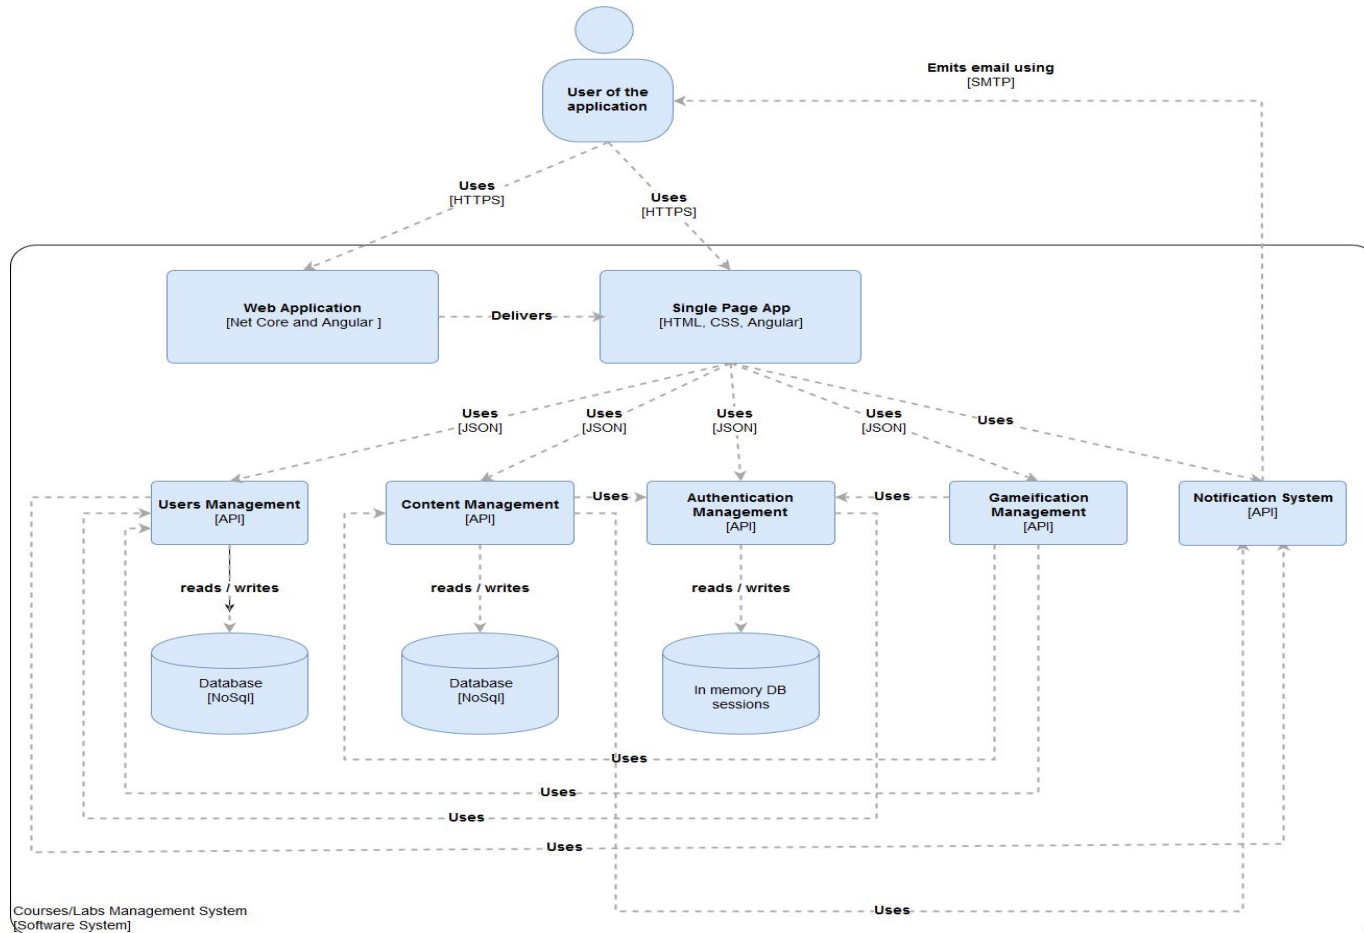 User of the
application
Emits email using
[SMTP]
Uses
[HTTPS]
Uses
[HTTPS]
Web Application
[Net Core and Angular ]
Delivers
Single Page App
[HTML, CSS, Angular]
Uses
[JSON]
Uses
[JSON]
Uses
[JSON]
Uses
[JSON]
Uses
Users Management
[API]
Content Management
[API]
Uses
Authentication
Management
[API]
Uses
Gameification
Management
[API]
Notification System
[API]
reads / writes
reads / writes
reads / writes
Database
[NoSql]
Database
[NoSql]
In memory DB
sessions
Uses
Uses
Uses
Uses
Uses
Courses/Labs Management System
[Software System]